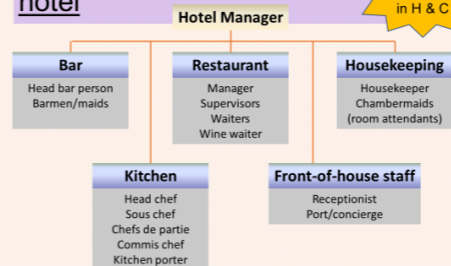 hotel
in H & C
Hotel Manager
Bar
Head bar person
Barmen/maids
Restaurant
Manager
Supervisors
Waiters
Wine waiter
Housekeeping
Housekeeper
Chambermaids
(room attendants)
Kitchen
Head chef
Sous chef
Chefs de partie
Commis chef
Kitchen porter
Front-of-house staff
Receptionist
Port/concierge